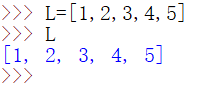 >>> L=[1,2,3,4,5]
>>> L
[1, 2, 3, 4, 5]
>>>